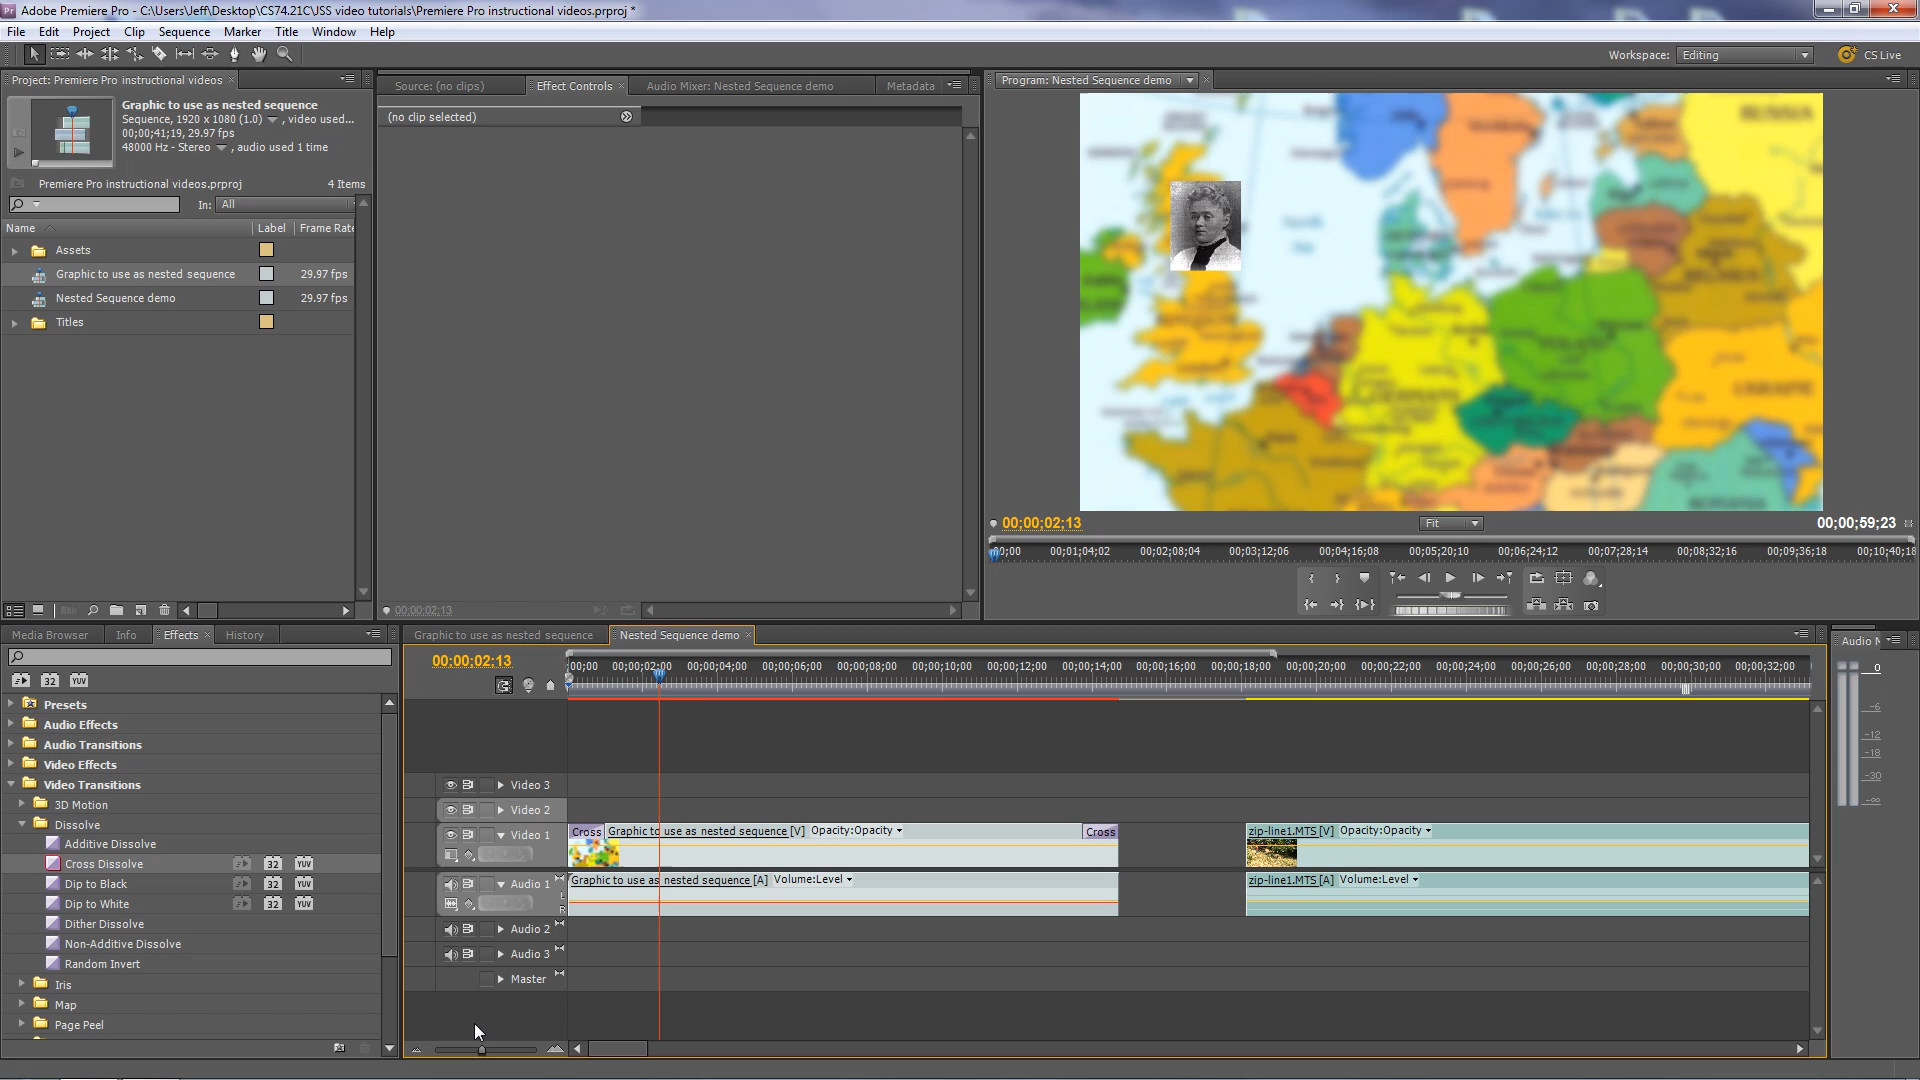 Adobe Premiere Pro - C:\Users\Jeff\Desktop\CS74.21C\JSS video tutorials\Premiere Pro instructional videos.prproj *
File Edit Project Clip Sequence Marker Title Window Help
Workspace: Editing CS Live
Project: Premiere Pro instructional videos
Graphic to use as nested sequence
Sequence, 1920 x 1080 (1.0) , video used...
00;00;41;19, 29.97 fps
48000 Hz - Stereo , audio used 1 time
Premiere Pro instructional videos.prproj 4 Items
In: All
Name Label Frame Rate
Assets
Graphic to use as nested sequence 29.97 fps
Nested Sequence demo 29.97 fps
Titles
Source: (no clips) Effect Controls Audio Mixer: Nested Sequence demo Metadata
(no clip selected)
00:00:02:13
Program: Nested Sequence demo
RUSSIA
UKRAINE
00;00;02;13 Fit 00;00;59;23
00;00 00;01;04;02 00;02;08;04 00;03;12;06 00;04;16;08 00;05;20;10 00;06;24;12 00;07;28;14 00;08;32;16 00;09;36;18 00;10;40;18
Media Browser Info Effects History
32 YUV
Presets
Audio Effects
Audio Transitions
Video Effects
Video Transitions
3D Motion
Dissolve
Additive Dissolve
Cross Dissolve 32 YUV
Dip to Black 32 YUV
Dip to White 32 YUV
Dither Dissolve
Non-Additive Dissolve
Random Invert
Iris
Map
Page Peel
Graphic to use as nested sequence Nested Sequence demo
00;00;02;13
00;00 00;00;02;00 00;00;04;00 00;00;06;00 00;00;08;00 00;00;10;00 00;00;12;00 00;00;14;00 00;00;16;00 00;00;18;00 00;00;20;00 00;00;22;00 00;00;24;00 00;00;26;00 00;00;28;00 00;00;30;00 00;00;32;00
Video 3
Video 2
Video 1 Cross Graphic to use as nested sequence [V] Opacity:Opacity Cross zip-line1.MTS [V] Opacity:Opacity
Audio 1 Graphic to use as nested sequence [A] Volume:Level zip-line1.MTS [A] Volume:Level
L
R
Audio 2
Audio 3
Master
Audio M
0
-6
-12
-18
-30
-∞